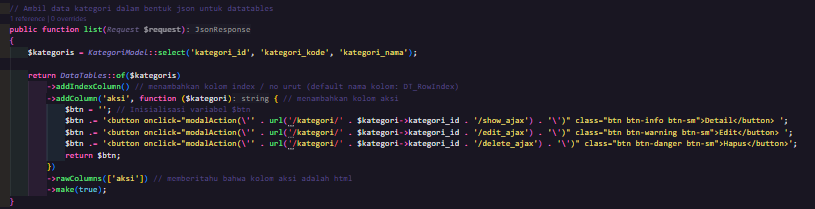 // Ambil data kategori dalam bentuk json untuk datatables
1 reference | 0 overrides
public function list(Request $request): JsonResponse
{
$kategoris = KategoriModel::select('kategori_id', 'kategori_kode', 'kategori_nama');
return DataTables::of($kategoris)
->addIndexColumn() // menambahkan kolom index / no urut (default nama kolom: DT_RowIndex)
->addColumn('aksi', function ($kategori): string { // menambahkan kolom aksi
$btn = ''; // Inisialisasi variabel $btn
$btn .= '<button onclick="modalAction(\'' . url('/kategori/' . $kategori->kategori_id . '/show_ajax') . '\')" class="btn btn-info btn-sm">Detail</button> ';
$btn .= '<button onclick="modalAction(\'' . url('/kategori/' . $kategori->kategori_id . '/edit_ajax') . '\')" class="btn btn-warning btn-sm">Edit</button> ';
$btn .= '<button onclick="modalAction(\'' . url('/kategori/' . $kategori->kategori_id . '/delete_ajax') . '\')" class="btn btn-danger btn-sm">Hapus</button>';
return $btn;
})
->rawColumns(['aksi']) // memberitahu bahwa kolom aksi adalah html
->make(true);
}